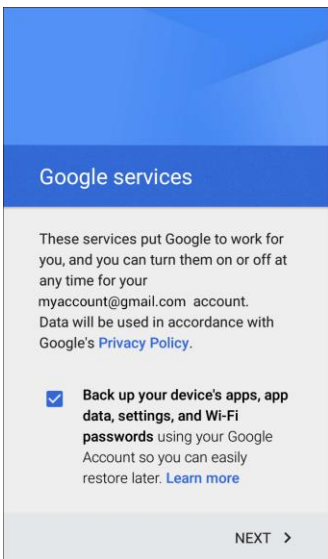 Google services
These services put Google to work for
you, and you can turn them on or off at
any time for your
myaccount@gmail.com account.
Data will be used in accordance with
Google's Privacy Policy.
Back up your device's apps, app
data, settings, and Wi-Fi
passwords using your Google
Account so you can easily
restore later. Learn more
NEXT